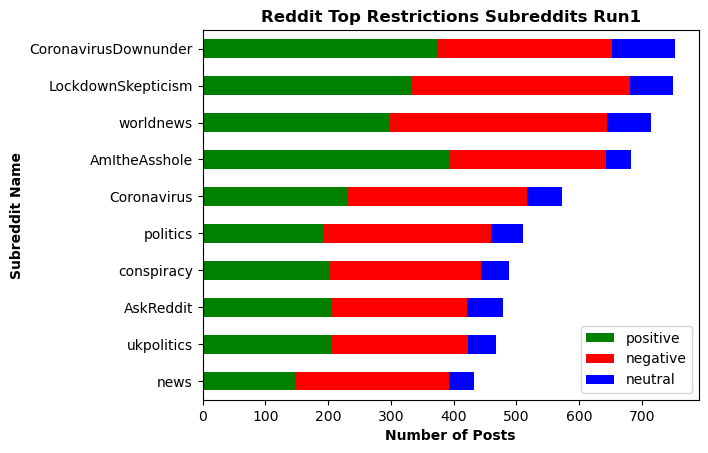 Reddit Top Restrictions Subreddits Run1
CoronavirusDownunder
LockdownSkepticism
worldnews
AmItheAsshole
Coronavirus
politics
conspiracy
AskReddit
ukpolitics
news
Subreddit Name
positive
negative
neutral
0 100 200 300 400 500 600 700
Number of Posts